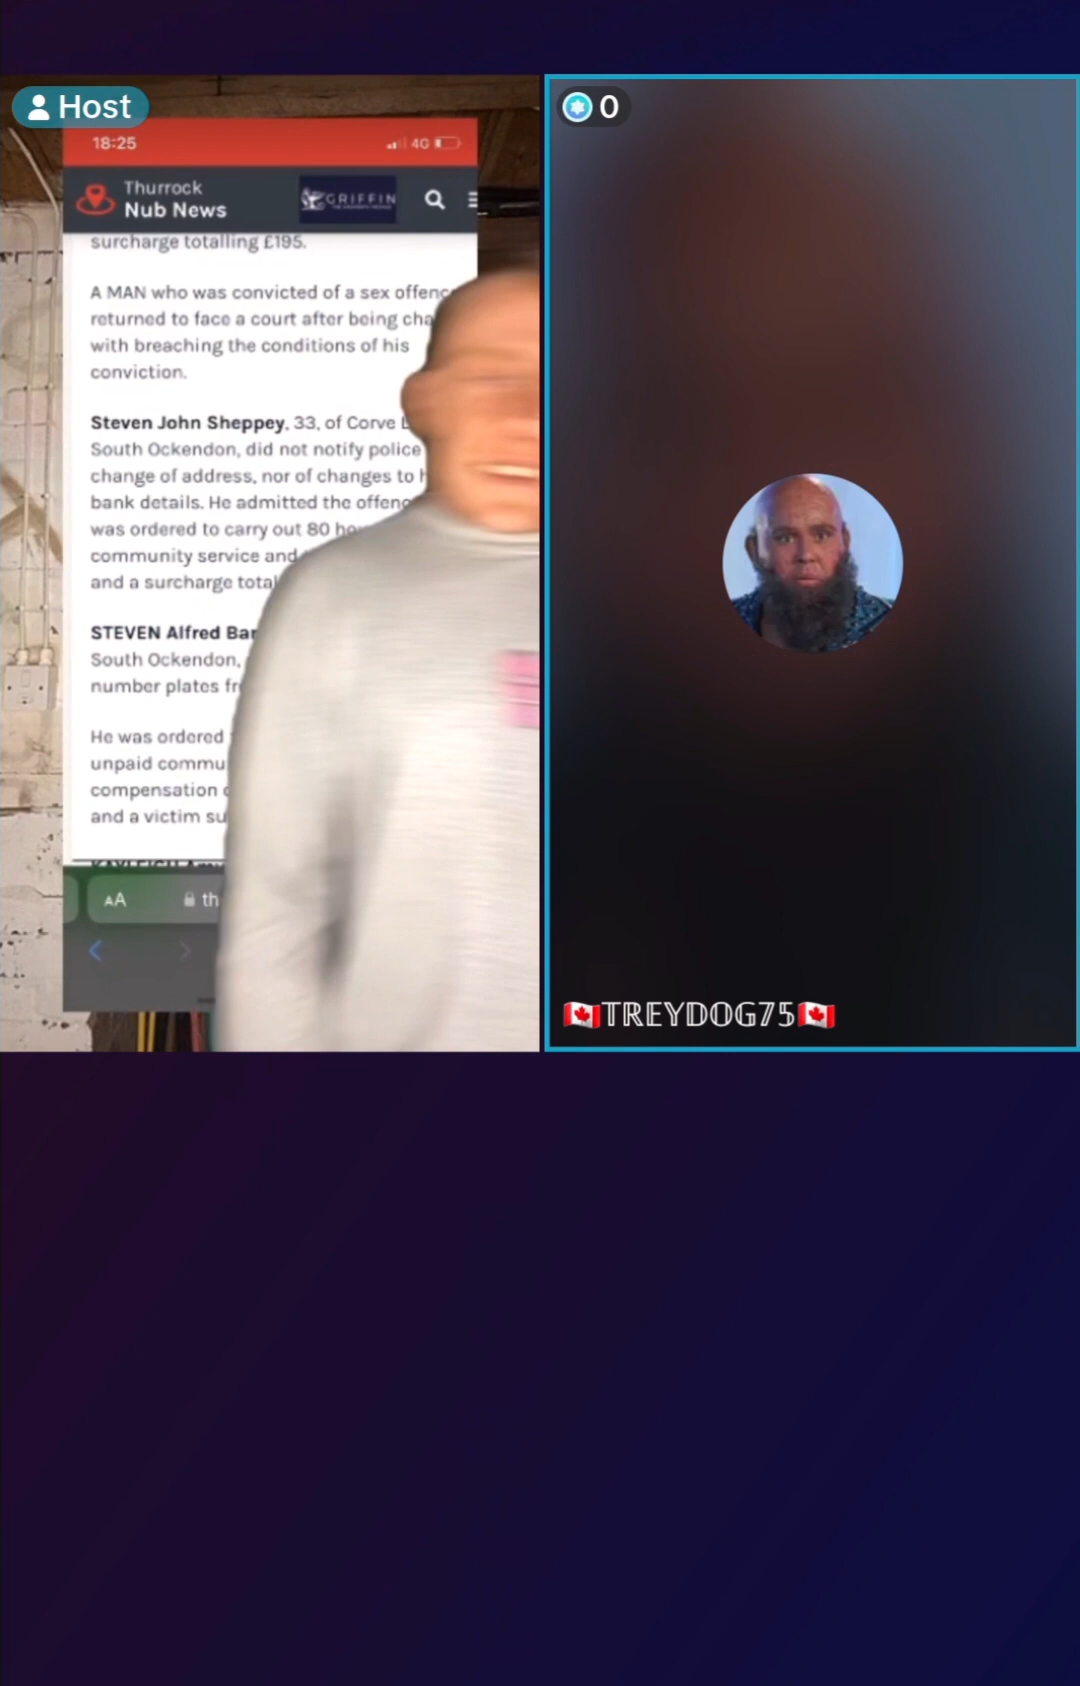 Host
18:25
4G
Thurrock
Nub News
GRIFFIN
surcharge totalling £195.
A MAN who was convicted of a sex offenc
returned to face a court after being cha
with breaching the conditions of his
conviction.
Steven John Sheppey, 33, of Corve
South Ockendon, did not notify police
change of address, nor of changes to h
bank details. He admitted the offenc
was ordered to carry out 80 ho
community service and
and a surcharge total
STEVEN Alfred Bar
South Ockendon,
number plates fr
He was ordered
unpaid commu
compensation
and a victim su
AA
th
0
🇨🇦TREYDOG75🇨🇦